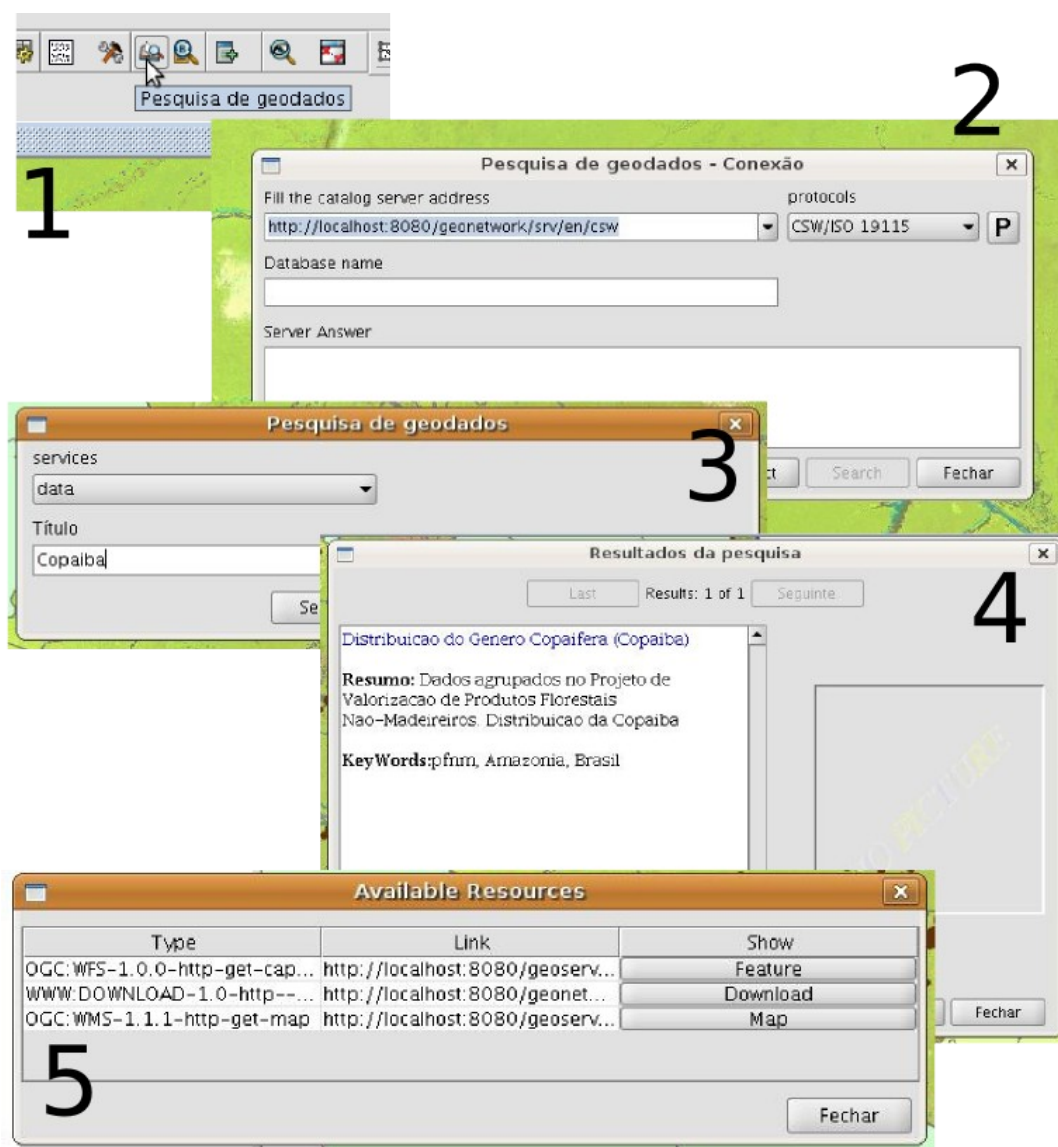 Pesquisa de geodados
1
2
Pesquisa de geodados - Conexão
Fill the catalog server address
protocols
http://localhost:8080/geonetwork/srv/en/csw
CSW/ISO 19115
P
Database name
Server Answer
ct
Search
Fechar
3
Pesquisa de geodados
services
data
Título
Copaiba
Se
4
Resultados da pesquisa
Last
Results: 1 of 1
Seguinte
Distribuicao do Genero Copaifera (Copaiba)
Resumo: Dados agrupados no Projeto de
Valorizacao de Produtos Florestais
Nao-Madeireiros. Distribuicao da Copaiba
KeyWords:pfnm, Amazonia, Brasil
NO PICTURE
Fechar
5
Available Resources
Type Link Show
OGC:WFS-1.0.0-http-get-cap... http://localhost:8080/geoserv... Feature
WWW:DOWNLOAD-1.0-http--... http://localhost:8080/geonet... Download
OGC:WMS-1.1.1-http-get-map http://localhost:8080/geoserv... Map
Fechar